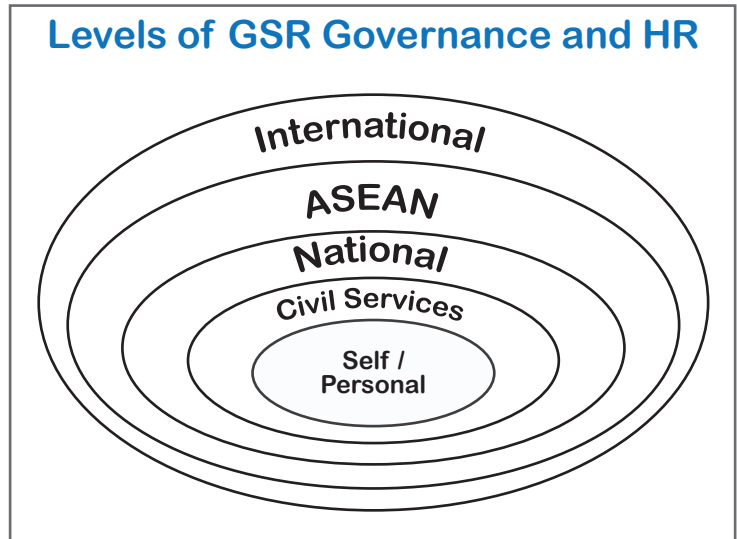 Levels of GSR Governance and HR
International
ASEAN
National
Civil Services
Self /
Personal